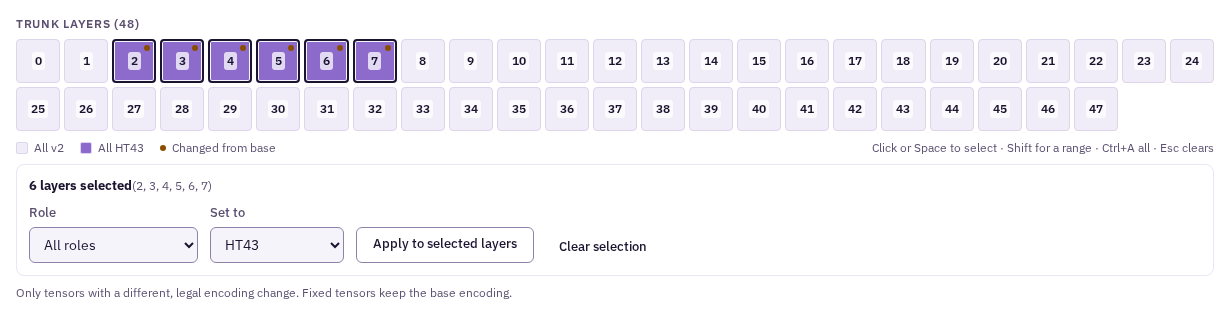 TRUNK LAYERS (48)
0 1 2 3 4 5 6 7 8 9 10 11 12 13 14 15 16 17 18 19 20 21 22 23 24
25 26 27 28 29 30 31 32 33 34 35 36 37 38 39 40 41 42 43 44 45 46 47
All v2 All HT43 Changed from base Click or Space to select · Shift for a range · Ctrl+A all · Esc clears
6 layers selected(2, 3, 4, 5, 6, 7)
Role Set to
All roles HT43 Apply to selected layers Clear selection
Only tensors with a different, legal encoding change. Fixed tensors keep the base encoding.